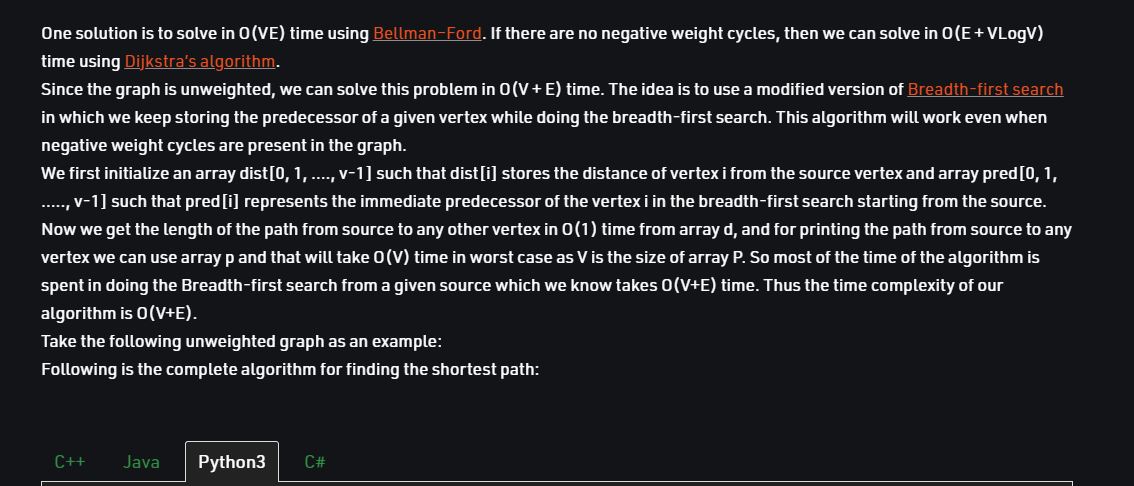 One solution is to solve in O(VE) time using Bellman-Ford. If there are no negative weight cycles, then we can solve in O(E + VLogV)
time using Dijkstra's algorithm.
Since the graph is unweighted, we can solve this problem in O(V + E) time. The idea is to use a modified version of Breadth-first search
in which we keep storing the predecessor of a given vertex while doing the breadth-first search. This algorithm will work even when
negative weight cycles are present in the graph.
We first initialize an array dist[0, 1, ...., v-1] such that dist[i] stores the distance of vertex i from the source vertex and array pred[0, 1,
....., v-1] such that pred[i] represents the immediate predecessor of the vertex i in the breadth-first search starting from the source.
Now we get the length of the path from source to any other vertex in O(1) time from array d, and for printing the path from source to any
vertex we can use array p and that will take O(V) time in worst case as V is the size of array P. So most of the time of the algorithm is
spent in doing the Breadth-first search from a given source which we know takes O(V+E) time. Thus the time complexity of our
algorithm is O(V+E).
Take the following unweighted graph as an example:
Following is the complete algorithm for finding the shortest path:
C++ Java Python3 C#